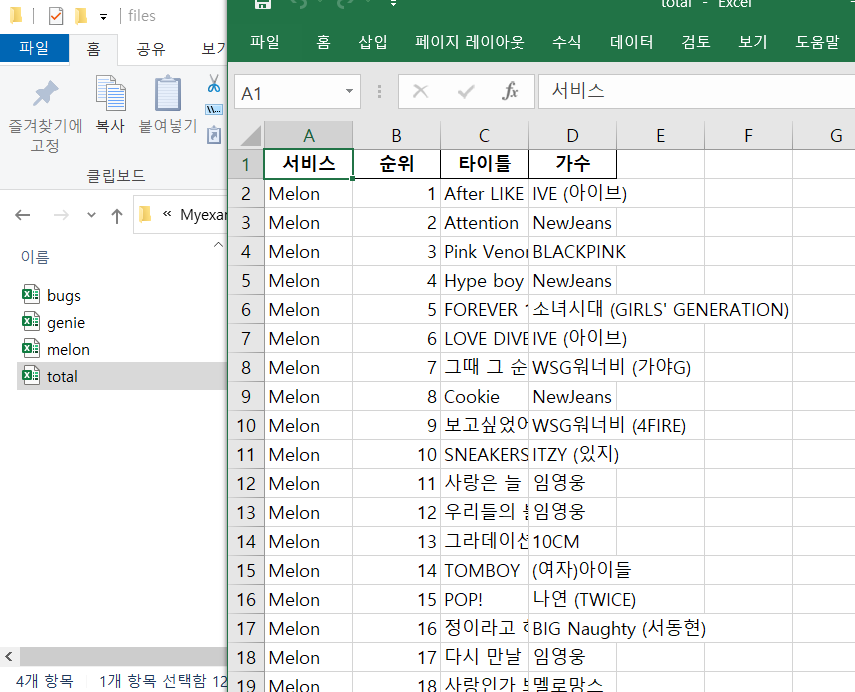 files
total - Excel
파일 홈 공유 보기
파일 홈 삽입 페이지 레이아웃 수식 데이터 검토 보기 도움말
즐겨찾기에
고정
복사
붙여넣기
클립보드
A1 fx 서비스
« Myexar
이름
bugs
genie
melon
total
A B C D E F G
1 서비스 순위 타이틀 가수
2 Melon 1 After LIKE IVE (아이브)
3 Melon 2 Attention NewJeans
4 Melon 3 Pink Venor BLACKPINK
5 Melon 4 Hype boy NewJeans
6 Melon 5 FOREVER 소녀시대 (GIRLS' GENERATION)
7 Melon 6 LOVE DIVE IVE (아이브)
8 Melon 7 그때 그 순 WSG워너비 (가야G)
9 Melon 8 Cookie NewJeans
10 Melon 9 보고싶었어 WSG워너비 (4FIRE)
11 Melon 10 SNEAKERS ITZY (있지)
12 Melon 11 사랑은 늘 임영웅
13 Melon 12 우리들의 임영웅
14 Melon 13 그라데이션 10CM
15 Melon 14 TOMBOY (여자)아이들
16 Melon 15 POP! 나연 (TWICE)
17 Melon 16 정이라고 BIG Naughty (서동현)
18 Melon 17 다시 만날 임영웅
19 Melon 18 사랑인가 멜로망스
4개 항목 1개 항목 선택함 12